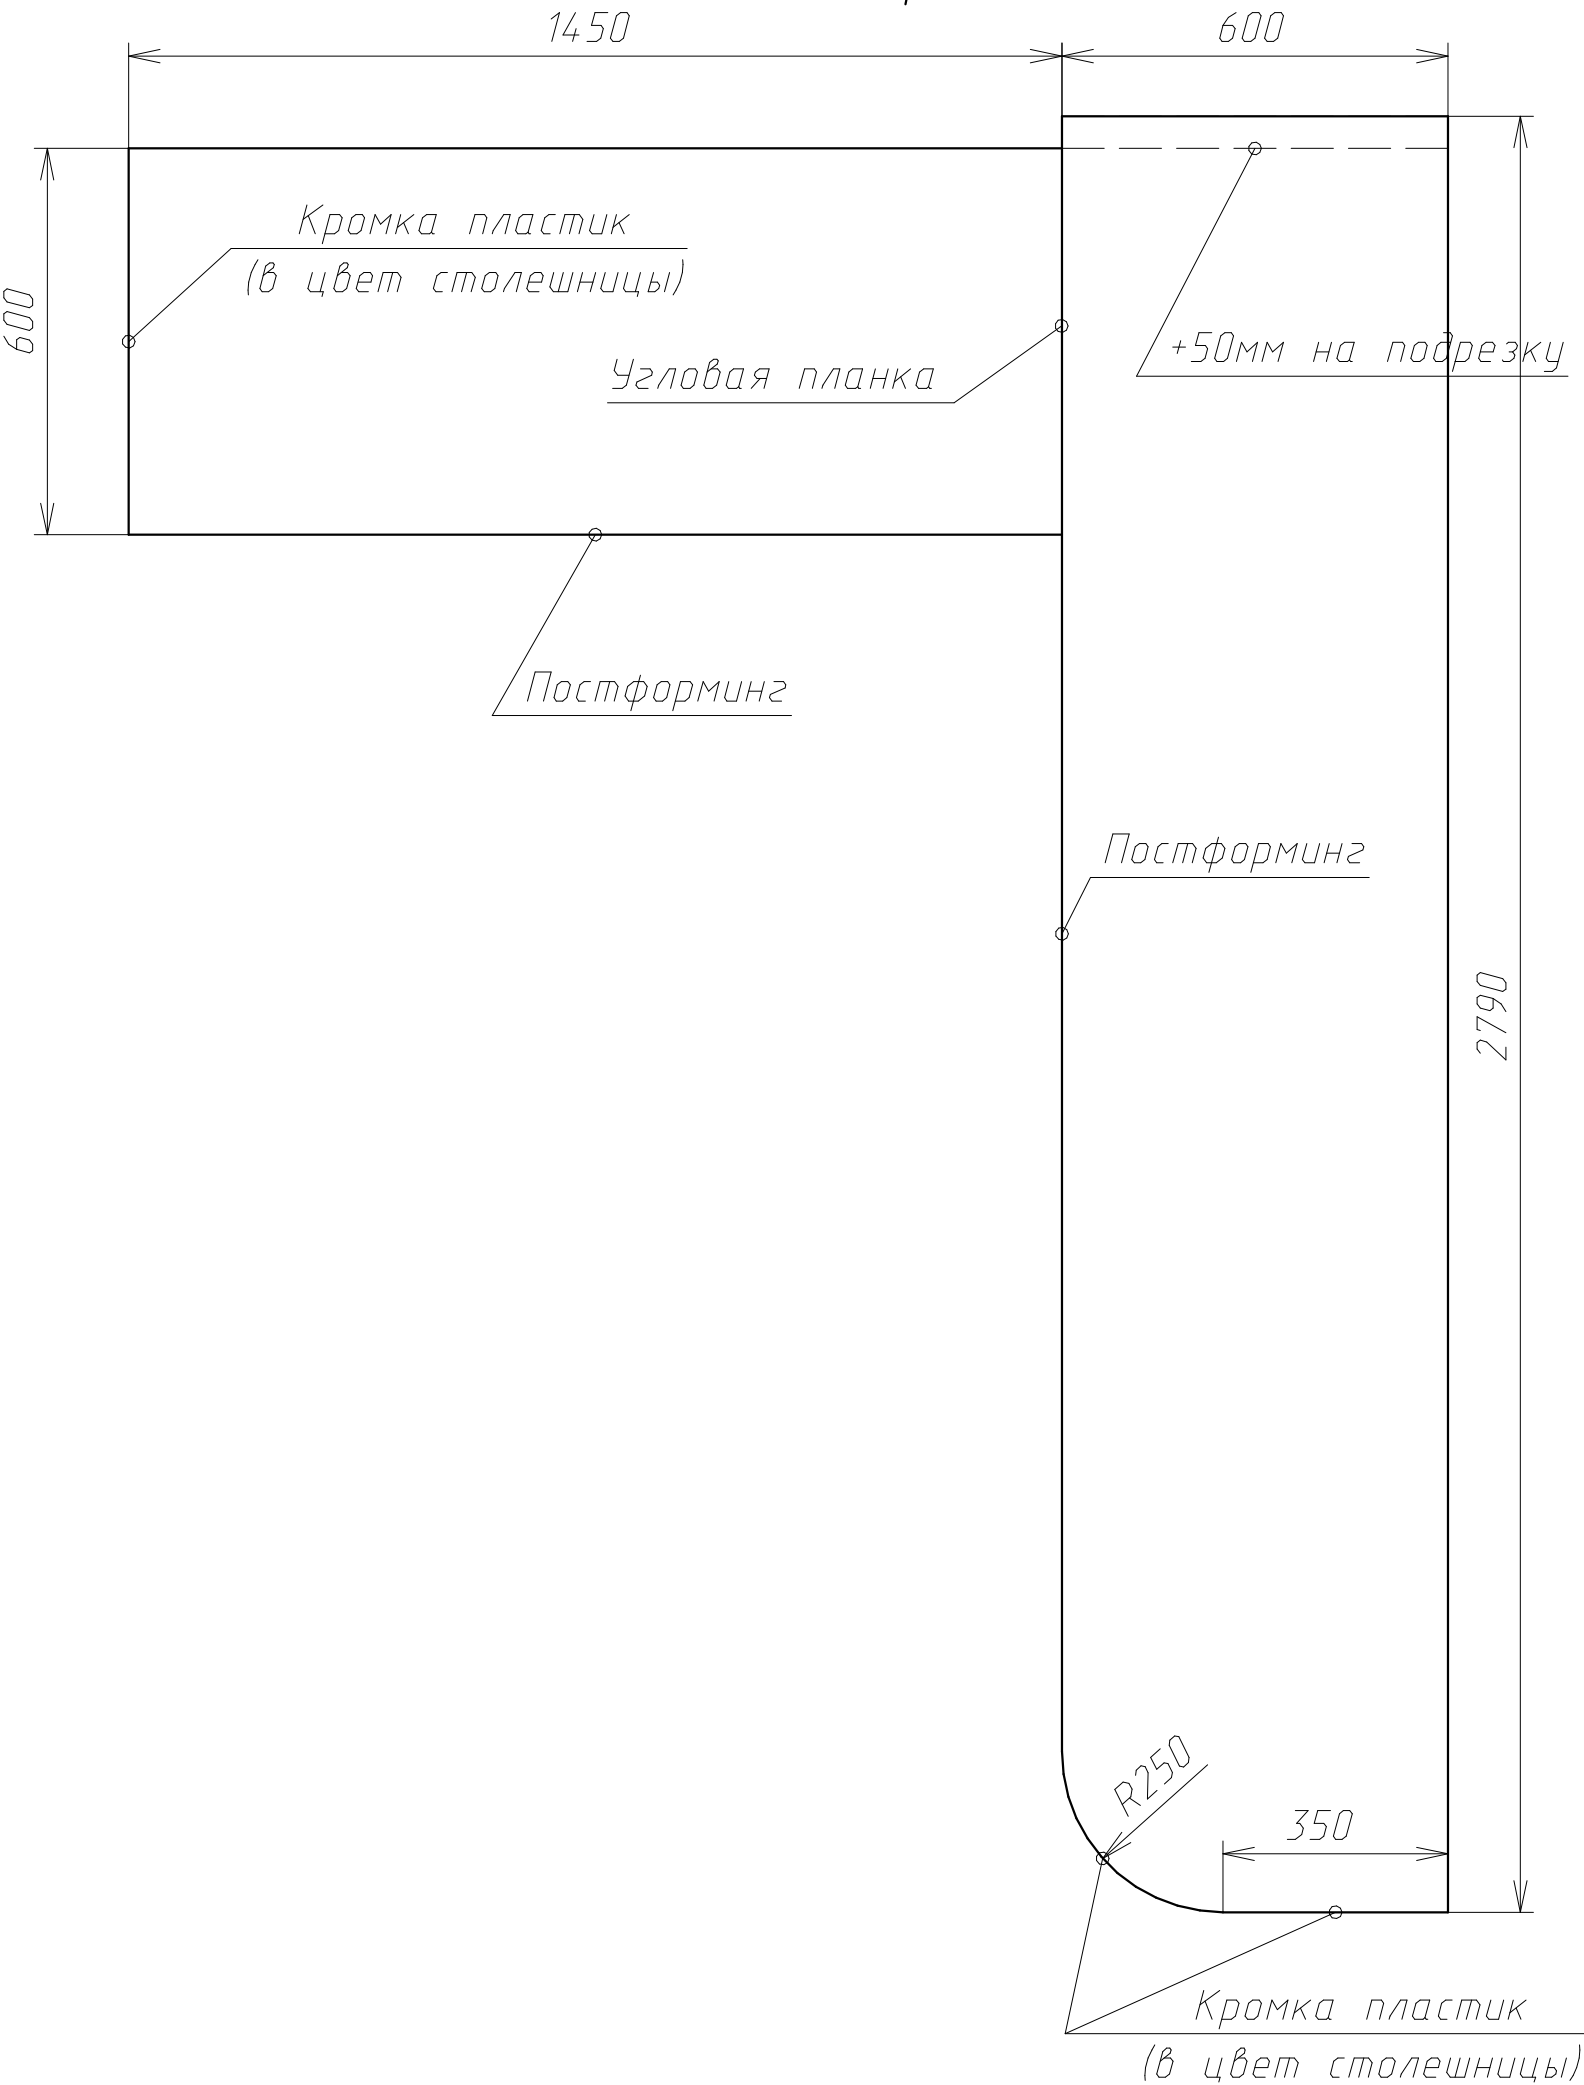 1450
600
600
Кромка пластик
(в цвет столешницы)
+50мм на подрезку
Угловая планка
Постформинг
Постформинг
2790
R250
350
Кромка пластик
(в цвет столешницы)